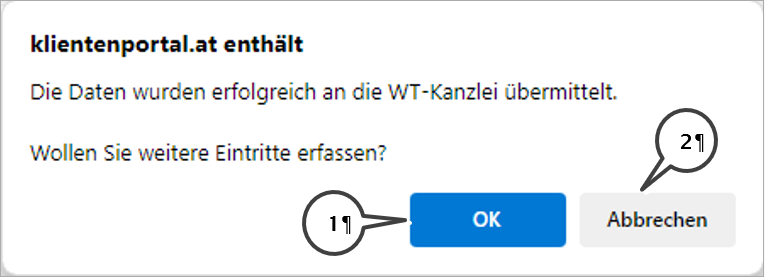 klientenportal.at enthält
Die Daten wurden erfolgreich an die WT-Kanzlei übermittelt.
Wollen Sie weitere Eintritte erfassen?
2¶
1¶
OK
Abbrechen